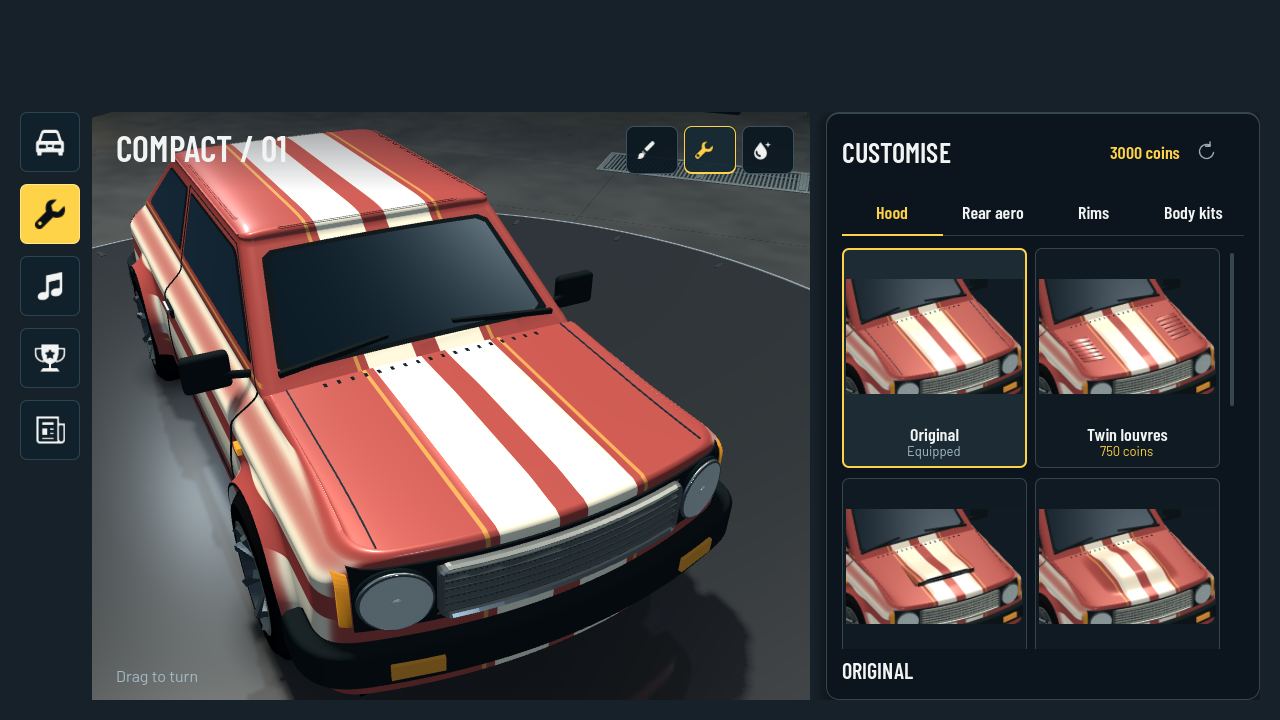 COMPACT / 01
Drag to turn
CUSTOMISE
3000 coins
Hood
Rear aero
Rims
Body kits
Original
Equipped
Twin louvres
750 coins
ORIGINAL